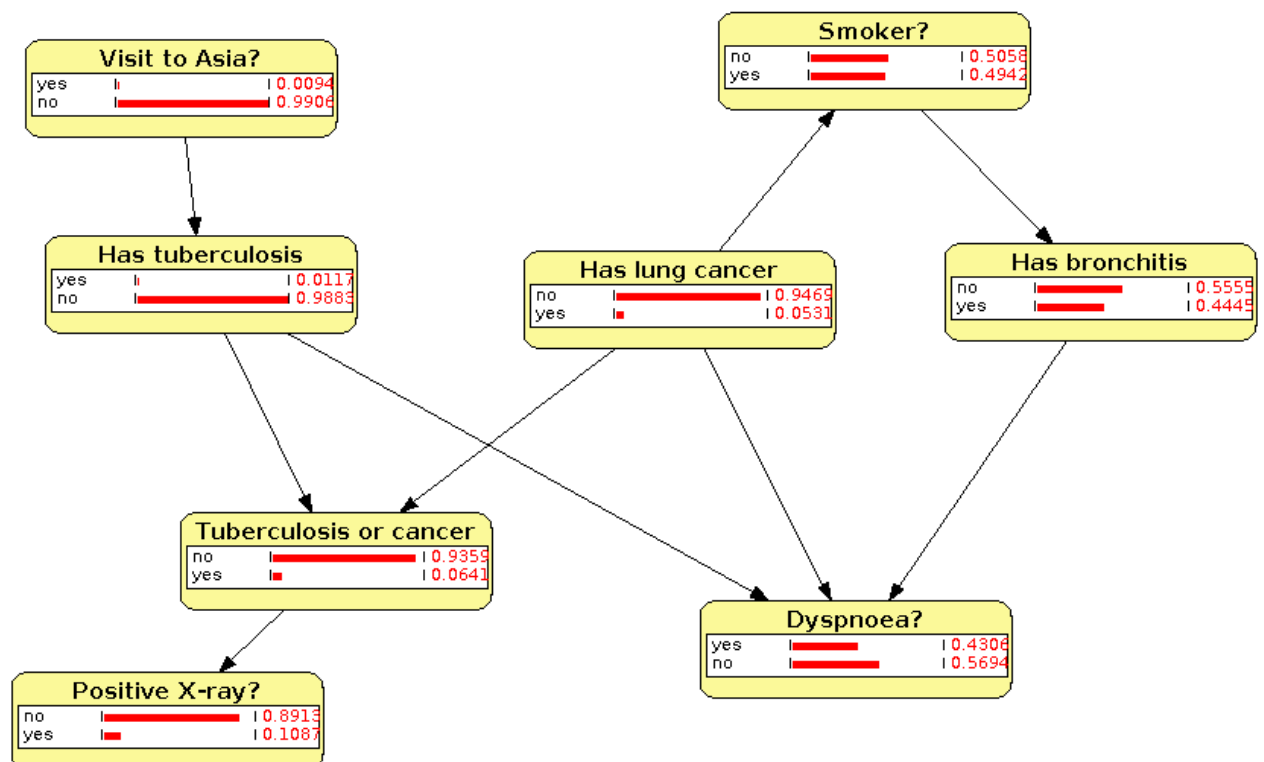 Visit to Asia?
yes 0.0094
no 0.9906
Smoker?
no 0.5058
yes 0.4942
Has tuberculosis
yes 0.0117
no 0.9883
Has lung cancer
no 0.9469
yes 0.0531
Has bronchitis
no 0.5555
yes 0.4445
Tuberculosis or cancer
no 0.9359
yes 0.0641
Dyspnoea?
yes 0.4306
no 0.5694
Positive X-ray?
no 0.8913
yes 0.1087